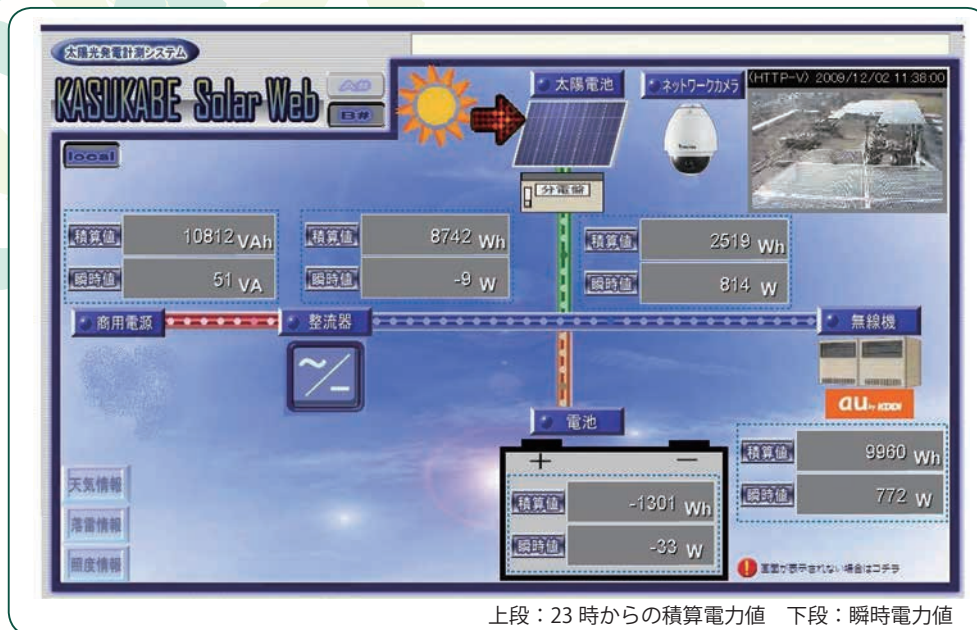 太陽光発電計測システム
KASUKABE Solar Web
A#
B#
local
太陽電池
ネットワークカメラ
(HTTP-V) 2009/12/02 11:38:00
分電盤
積算値 10812 VAh
瞬時値 51 VA
積算値 8742 Wh
瞬時値 -9 W
積算値 2519 Wh
瞬時値 814 W
商用電源
整流器
無線機
au by KDDI
電池
+ −
積算値 -1301 Wh
瞬時値 -33 W
積算値 9960 Wh
瞬時値 772 W
天気情報
落雷情報
照度情報
画面が表示されない場合はコチラ
上段：23 時からの積算電力値　下段：瞬時電力値